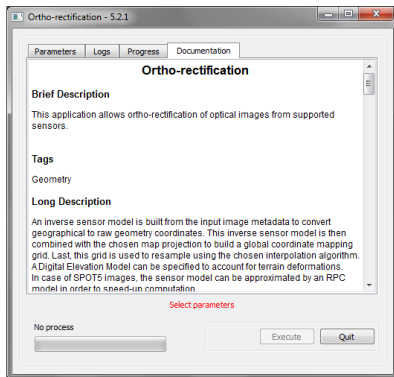 Ortho-rectification - 5.2.1
Parameters Logs Progress Documentation
Ortho-rectification
Brief Description
This application allows ortho-rectification of optical images from supported
sensors.
Tags
Geometry
Long Description
An inverse sensor model is built from the input image metadata to convert
geographical to raw geometry coordinates. This inverse sensor model is then
combined with the chosen map projection to build a global coordinate mapping
grid. Last, this grid is used to resample using the chosen interpolation algorithm.
A Digital Elevation Model can be specified to account for terrain deformations.
In case of SPOT5 images, the sensor model can be approximated by an RPC
model in order to speed-up computation
Select parameters
No process
Execute Quit